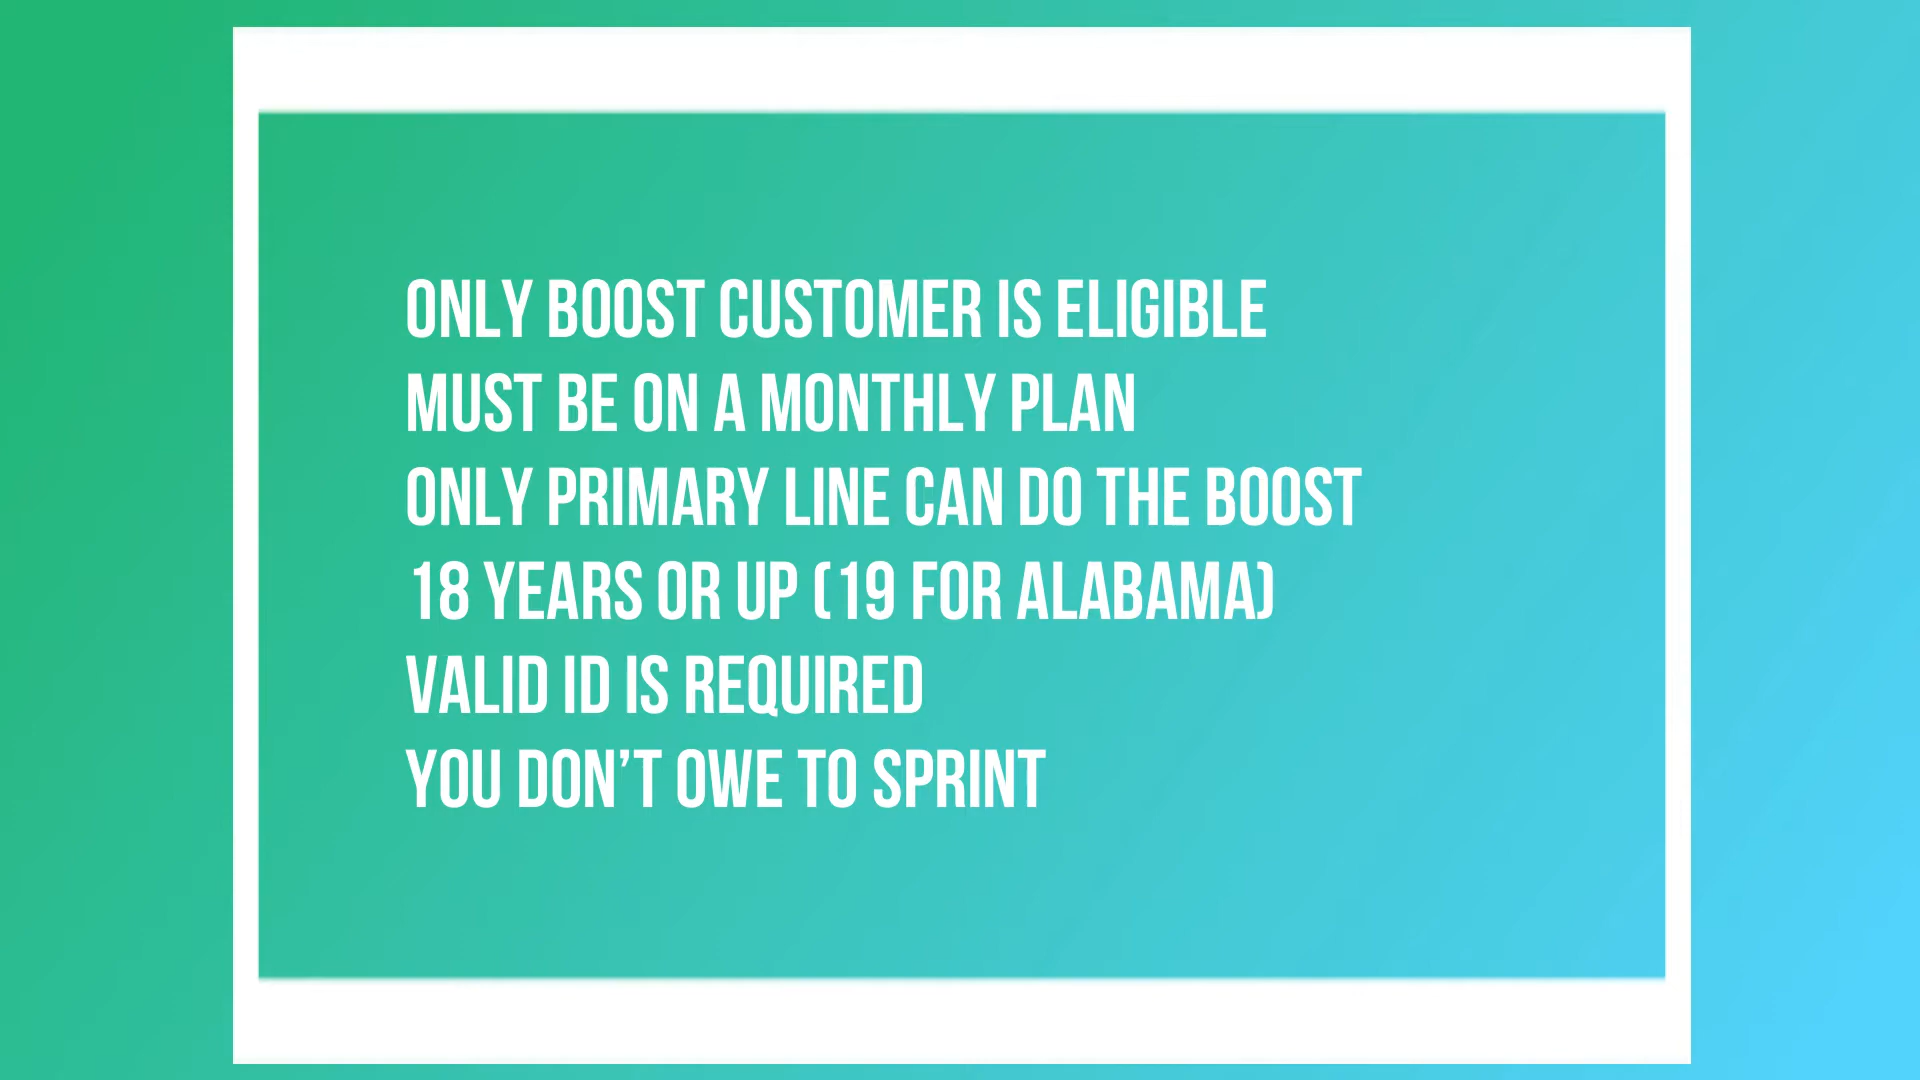 ONLY BOOST CUSTOMER IS ELIGIBLE
MUST BE ON A MONTHLY PLAN
ONLY PRIMARY LINE CAN DO THE BOOST
18 YEARS OR UP (19 FOR ALABAMA)
VALID ID IS REQUIRED
YOU DON’T OWE TO SPRINT